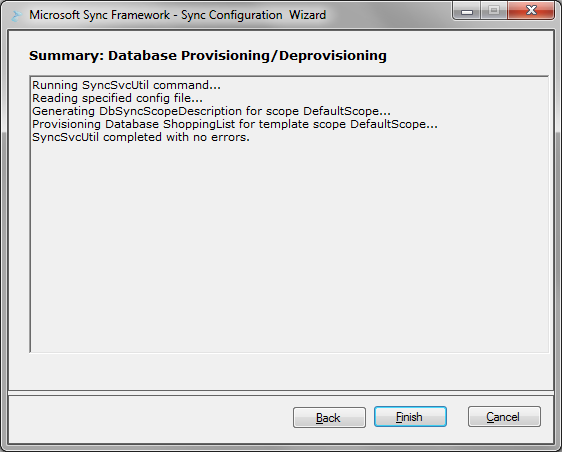 Microsoft Sync Framework - Sync Configuration  Wizard
Summary: Database Provisioning/Deprovisioning
Running SyncSvcUtil command...
Reading specified config file...
Generating DbSyncScopeDescription for scope DefaultScope...
Provisioning Database ShoppingList for template scope DefaultScope...
SyncSvcUtil completed with no errors.
Back
Finish
Cancel